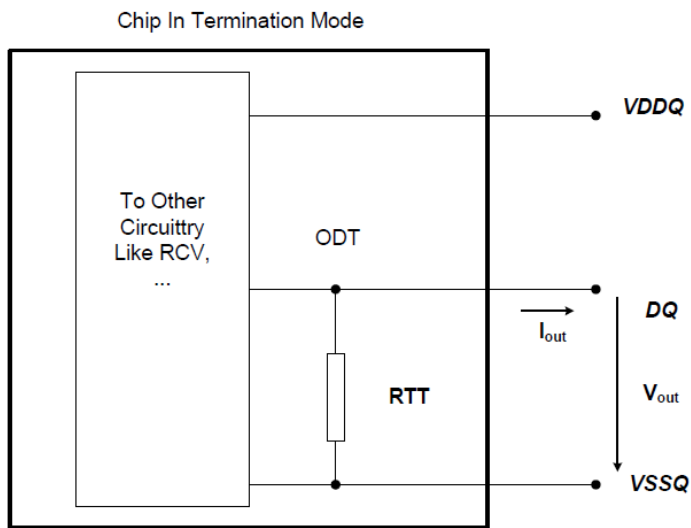 Chip In Termination Mode
VDDQ
To Other
Circuittry
Like RCV,
...
ODT
DQ
Iout
RTT
Vout
VSSQ